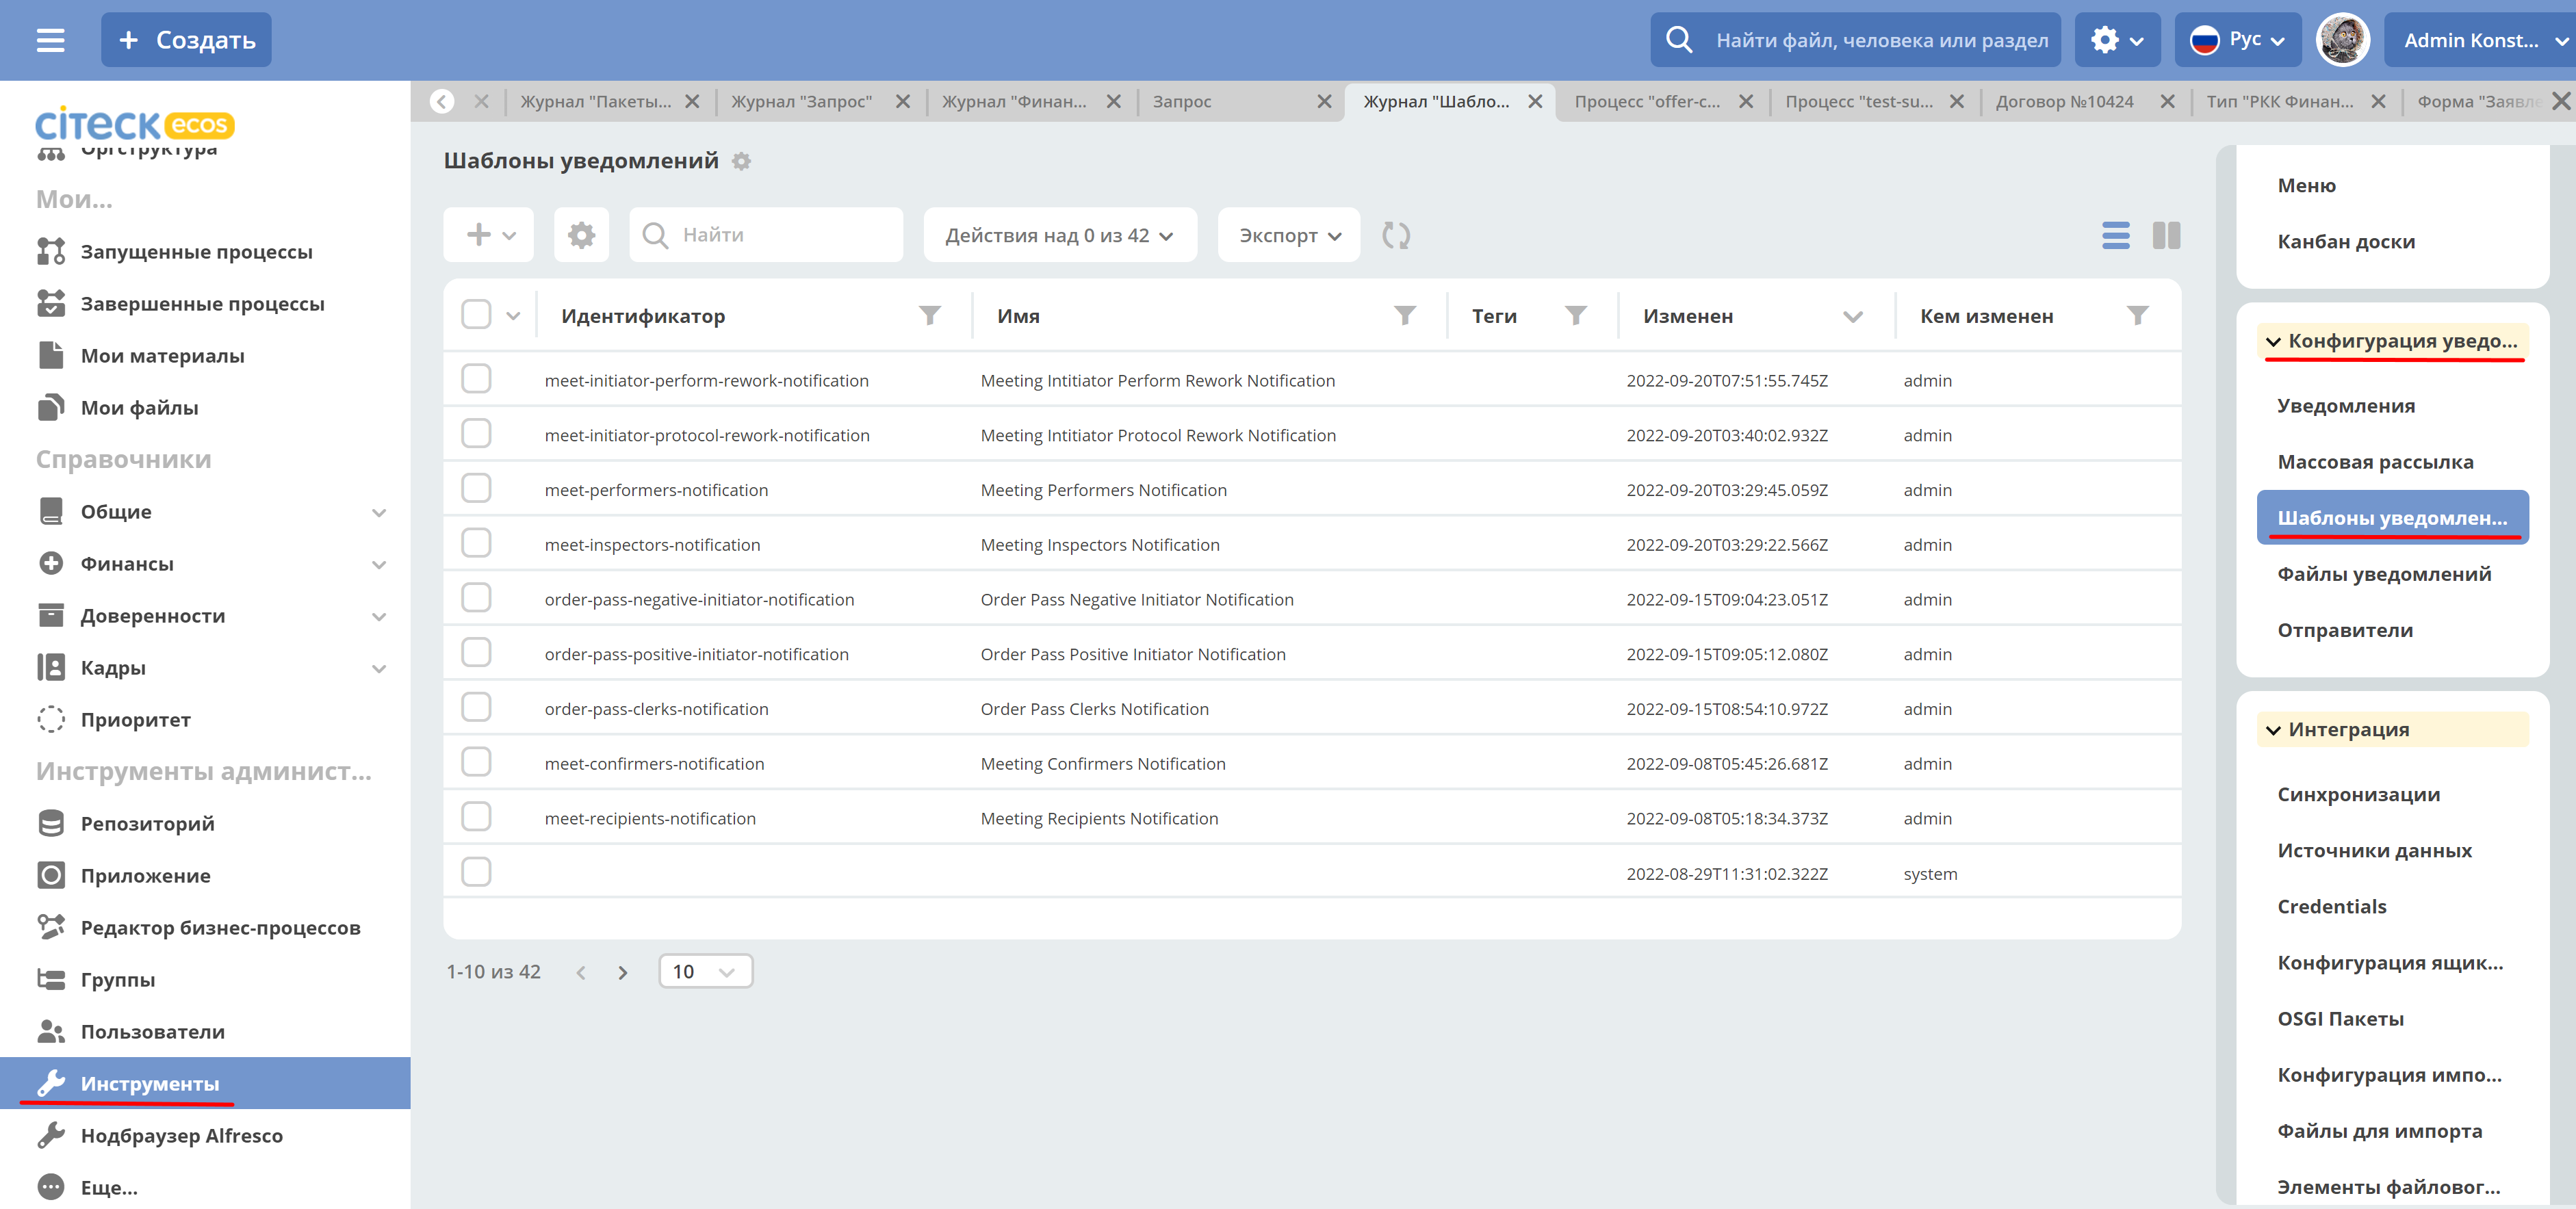 + Создать
Найти файл, человека или раздел
Рус
Admin Konst...
citeck ecos
Журнал "Пакеты...
Журнал "Запрос"
Журнал "Финан...
Запрос
Журнал "Шабло...
Процесс "offer-c...
Процесс "test-su...
Договор №10424
Тип "РКК Финан...
Форма "Заявле
Оргструктура
Мои...
Запущенные процессы
Завершенные процессы
Мои материалы
Мои файлы
Справочники
Общие
Финансы
Доверенности
Кадры
Приоритет
Инструменты админист...
Репозиторий
Приложение
Редактор бизнес-процессов
Группы
Пользователи
Инструменты
Нодбраузер Alfresco
Еще...
Шаблоны уведомлений
Найти
Действия над 0 из 42
Экспорт
Идентификатор Имя Теги Изменен Кем изменен
meet-initiator-perform-rework-notification Meeting Intitiator Perform Rework Notification 2022-09-20T07:51:55.745Z admin
meet-initiator-protocol-rework-notification Meeting Intitiator Protocol Rework Notification 2022-09-20T03:40:02.932Z admin
meet-performers-notification Meeting Performers Notification 2022-09-20T03:29:45.059Z admin
meet-inspectors-notification Meeting Inspectors Notification 2022-09-20T03:29:22.566Z admin
order-pass-negative-initiator-notification Order Pass Negative Initiator Notification 2022-09-15T09:04:23.051Z admin
order-pass-positive-initiator-notification Order Pass Positive Initiator Notification 2022-09-15T09:05:12.080Z admin
order-pass-clerks-notification Order Pass Clerks Notification 2022-09-15T08:54:10.972Z admin
meet-confirmers-notification Meeting Confirmers Notification 2022-09-08T05:45:26.681Z admin
meet-recipients-notification Meeting Recipients Notification 2022-09-08T05:18:34.373Z admin
2022-08-29T11:31:02.322Z system
1-10 из 42
10
Меню
Канбан доски
Конфигурация уведо...
Уведомления
Массовая рассылка
Шаблоны уведомлен...
Файлы уведомлений
Отправители
Интеграция
Синхронизации
Источники данных
Credentials
Конфигурация ящик...
OSGI Пакеты
Конфигурация импо...
Файлы для импорта
Элементы файловог...